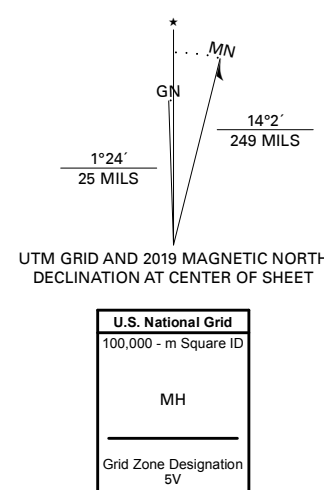 ★
MN
GN
14°2´
249 MILS
1°24´
25 MILS
UTM GRID AND 2019 MAGNETIC NORTH
DECLINATION AT CENTER OF SHEET
U.S. National Grid
100,000 - m Square ID
MH
Grid Zone Designation
5V